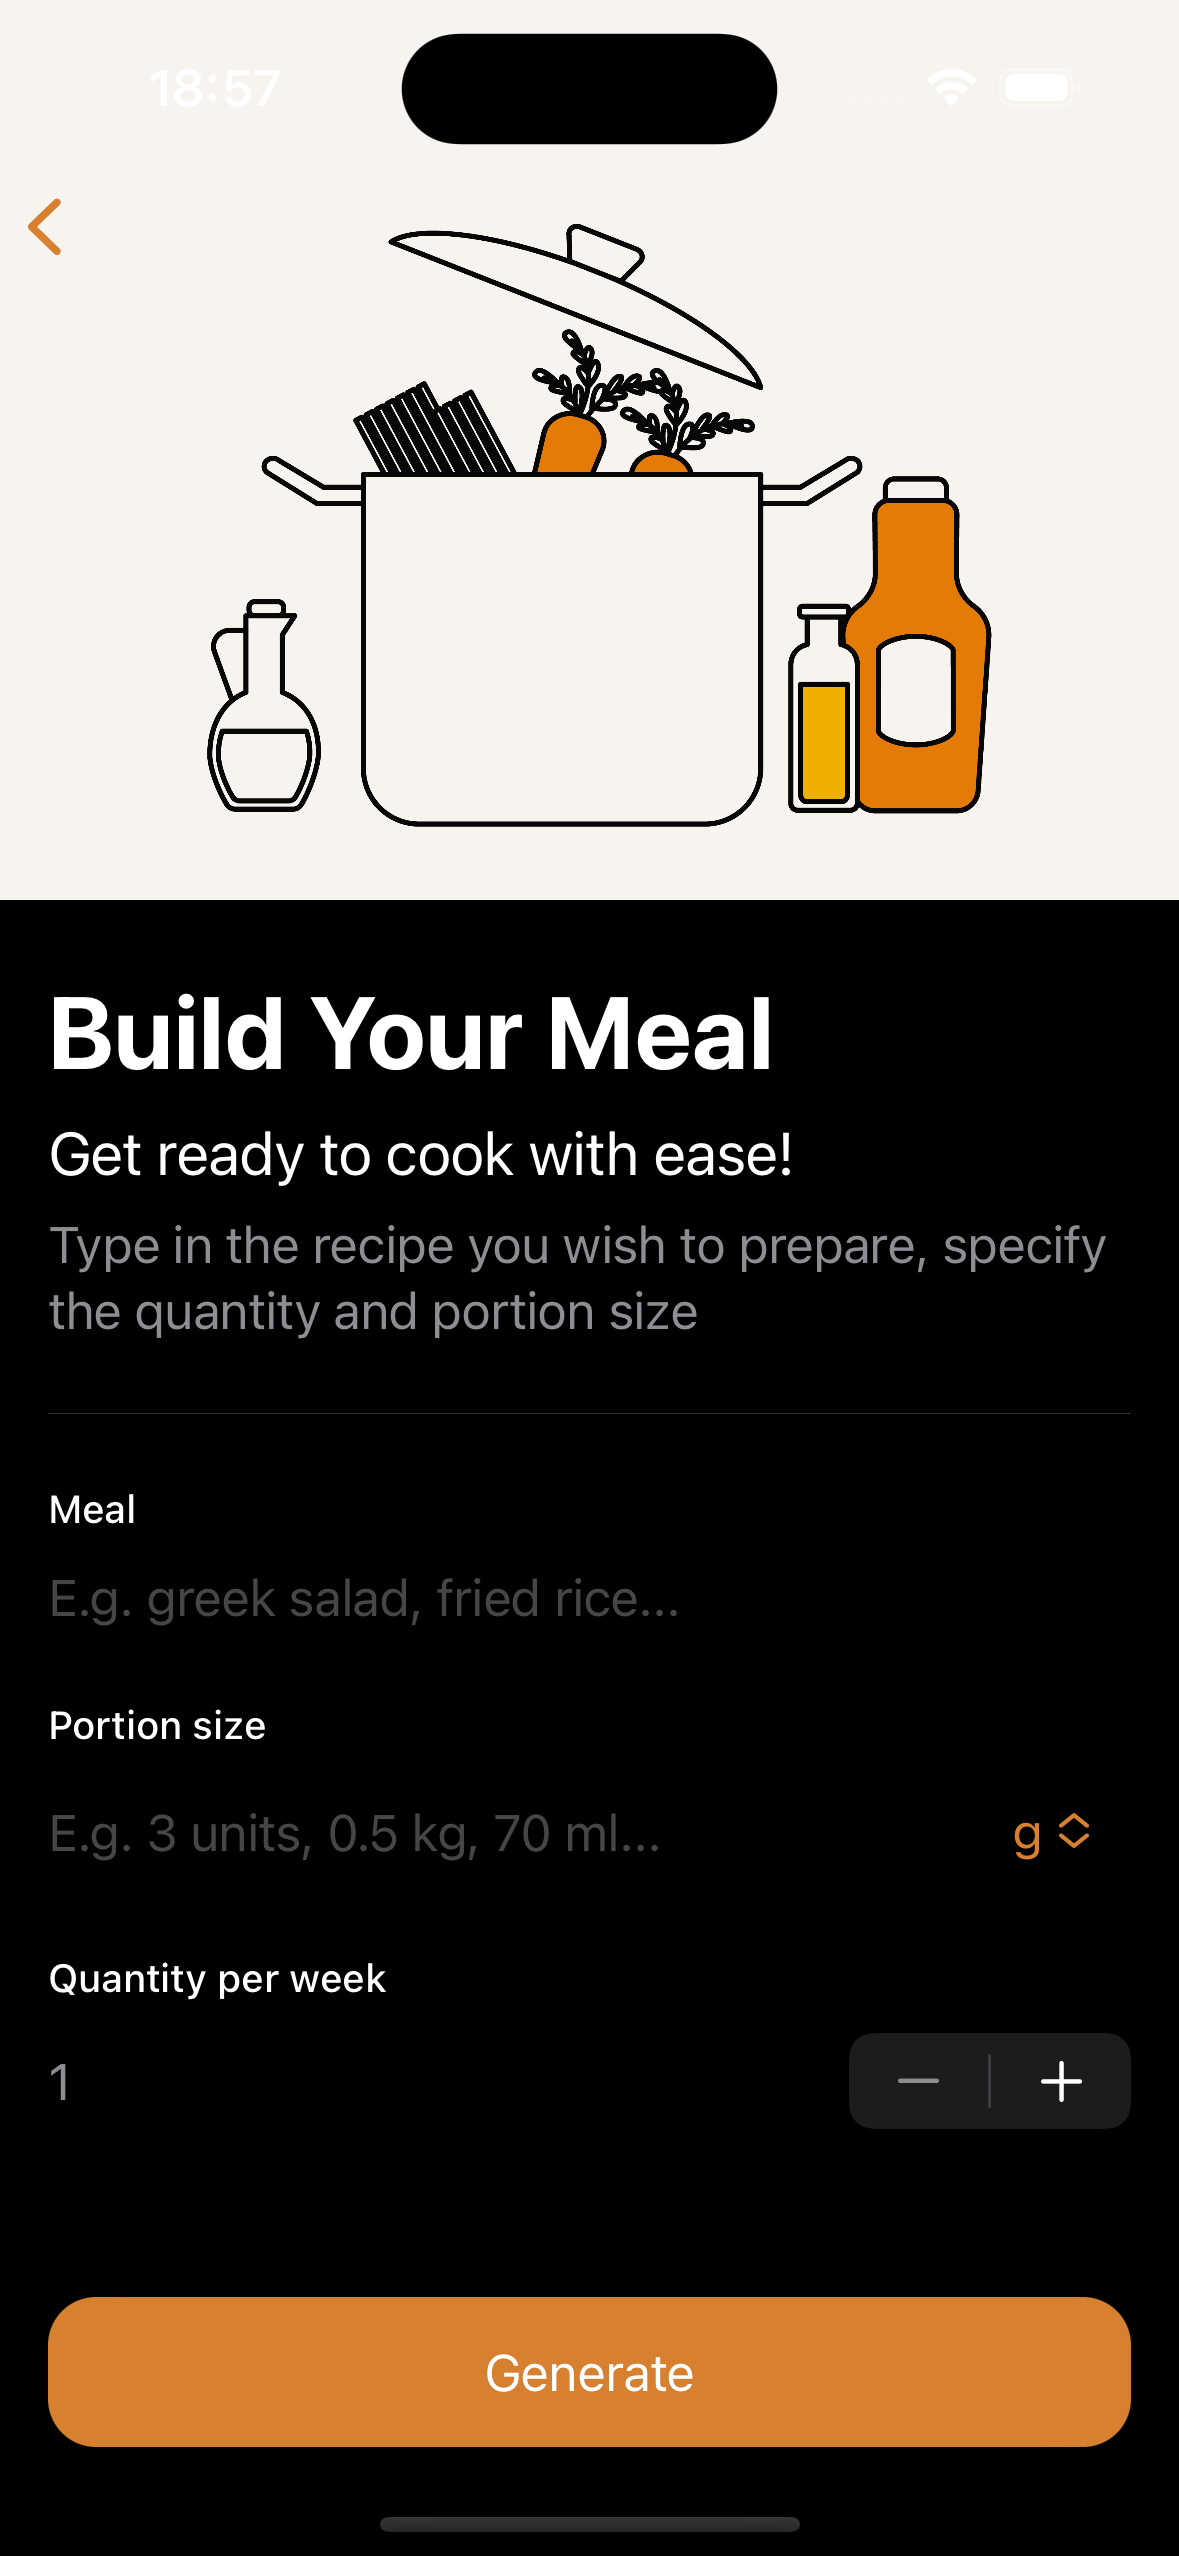 18:57
Build Your Meal
Get ready to cook with ease!
Type in the recipe you wish to prepare, specify
the quantity and portion size
Meal
E.g. greek salad, fried rice...
Portion size
E.g. 3 units, 0.5 kg, 70 ml...
g
Quantity per week
1
Generate